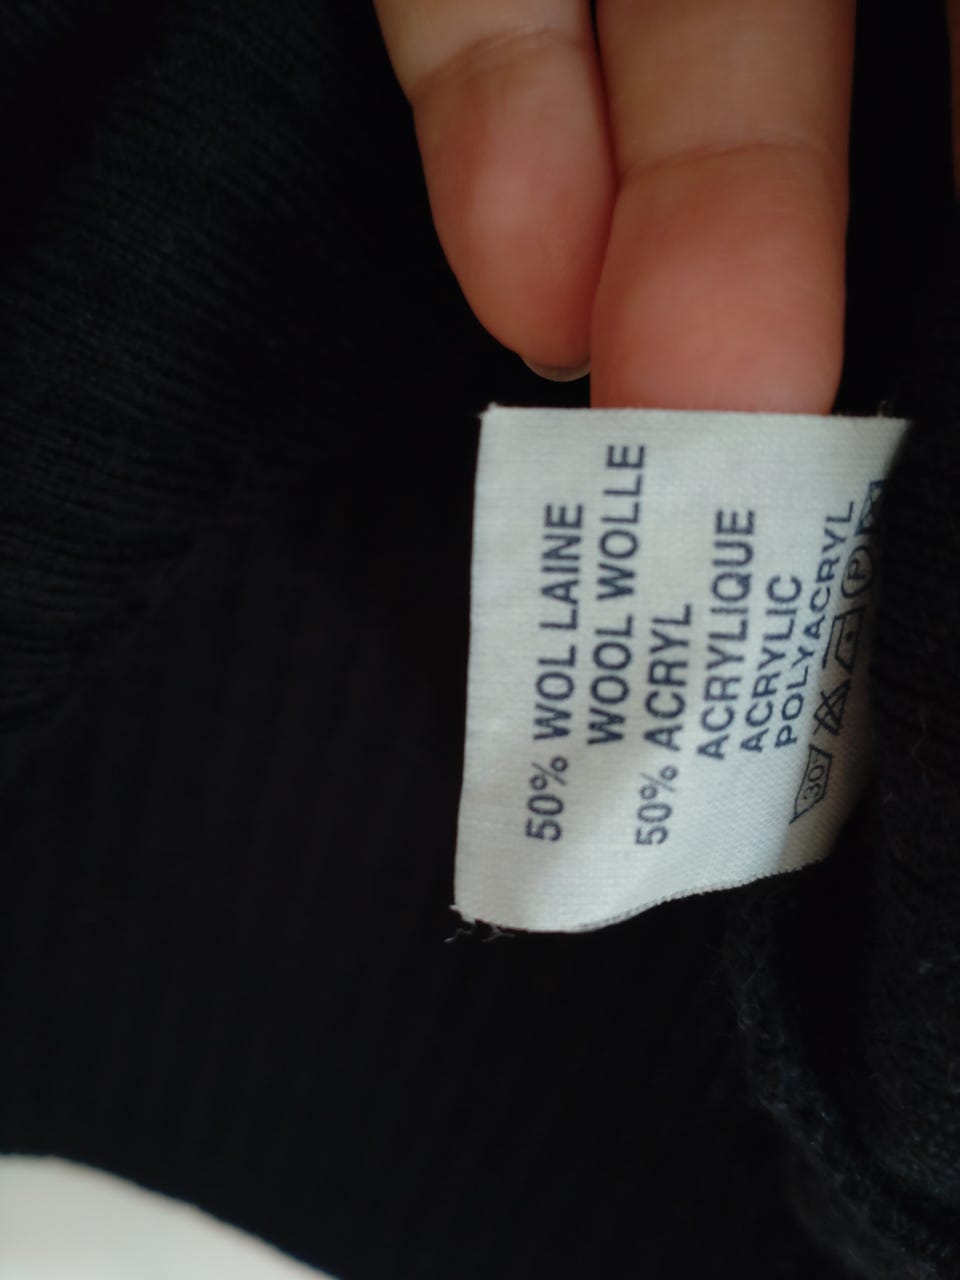 50% WOL LAINE
WOOL WOLLE
50% ACRYL
ACRYLIQUE
ACRYLIC
POLYACRYL
30 P